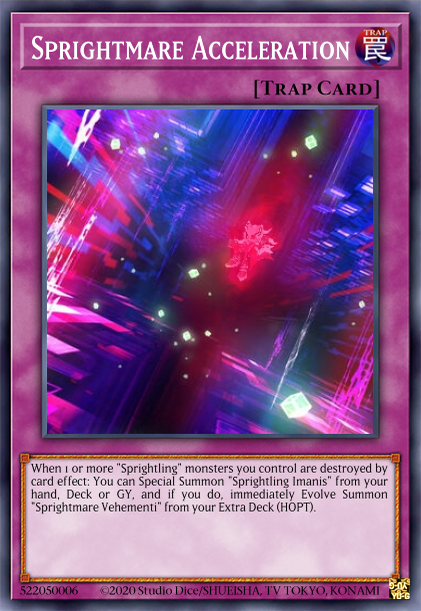 Sprightmare Acceleration
TRAP
罠
[Trap Card]
When 1 or more "Sprightling" monsters you control are destroyed by
card effect: You can Special Summon "Sprightling Imanis" from your
hand, Deck or GY, and if you do, immediately Evolve Summon
"Sprightmare Vehementi" from your Extra Deck (HOPT).
522050006 ©2020 Studio Dice/SHUEISHA, TV TOKYO, KONAMI